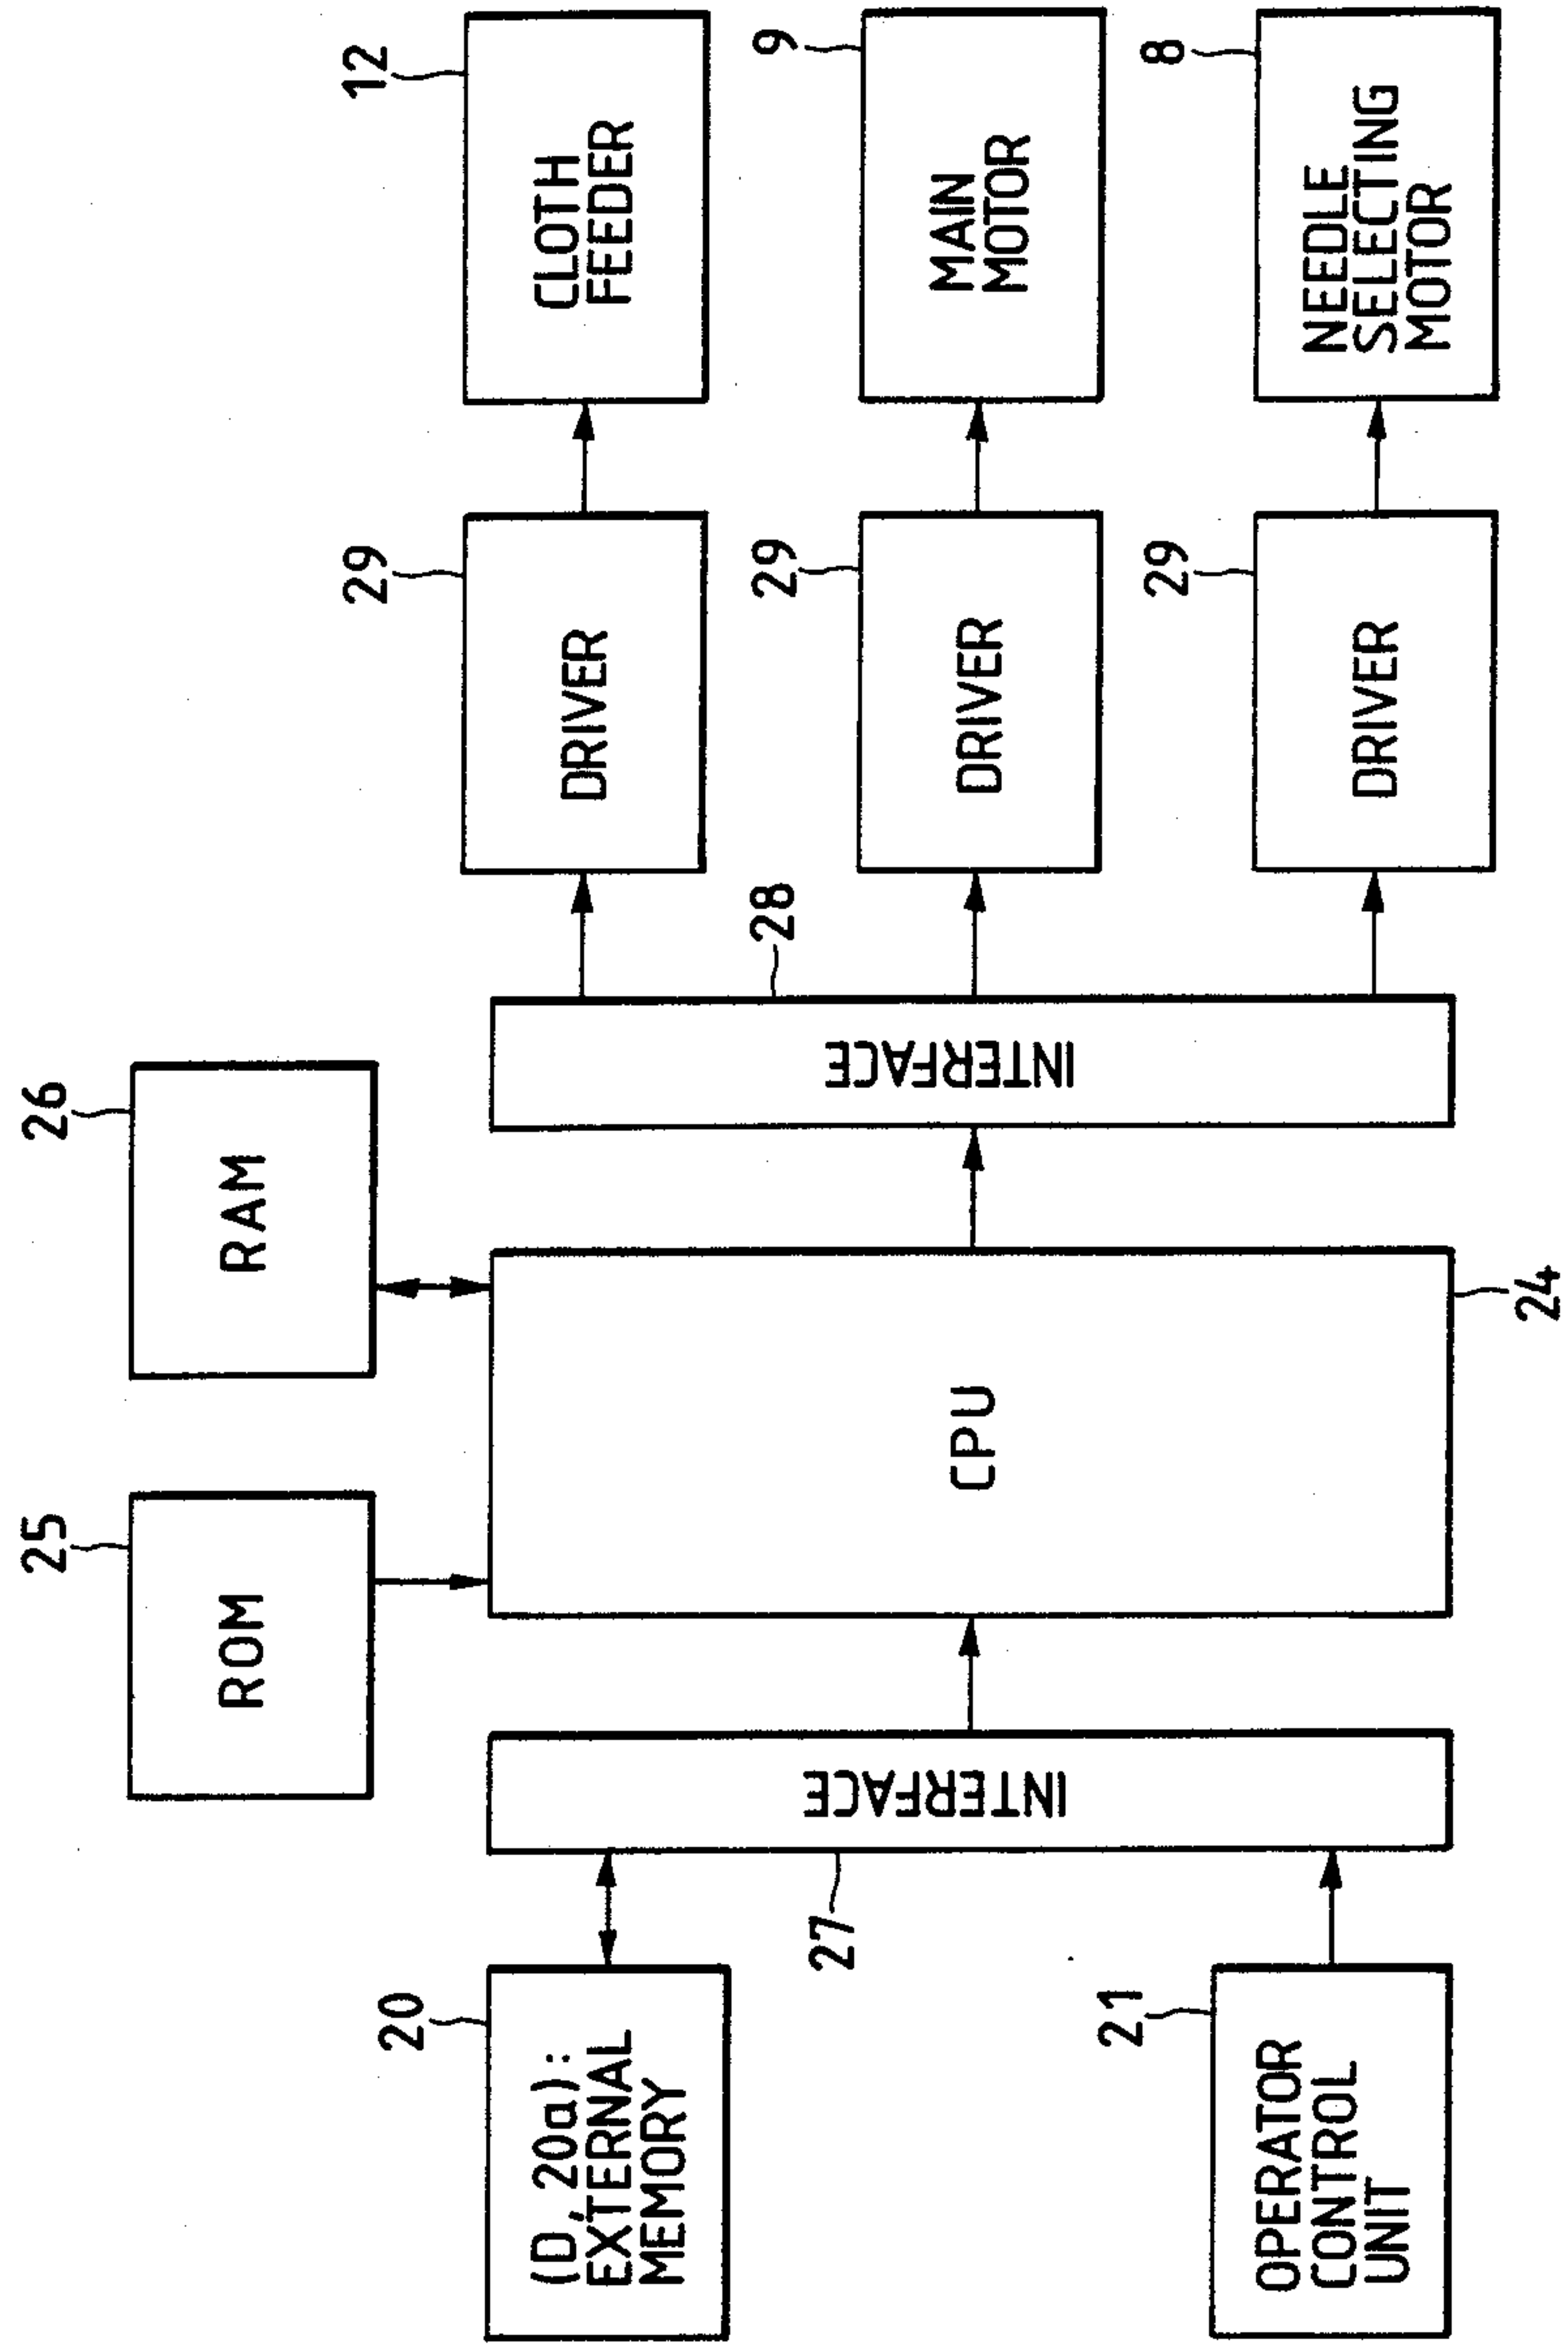 25
ROM
26
RAM
20
(D, 20a):
EXTERNAL
MEMORY
21
OPERATOR
CONTROL
UNIT
27
INTERFACE
CPU
24
INTERFACE
28
29
DRIVER
12
CLOTH
FEEDER
29
DRIVER
9
MAIN
MOTOR
29
DRIVER
8
NEEDLE
SELECTING
MOTOR